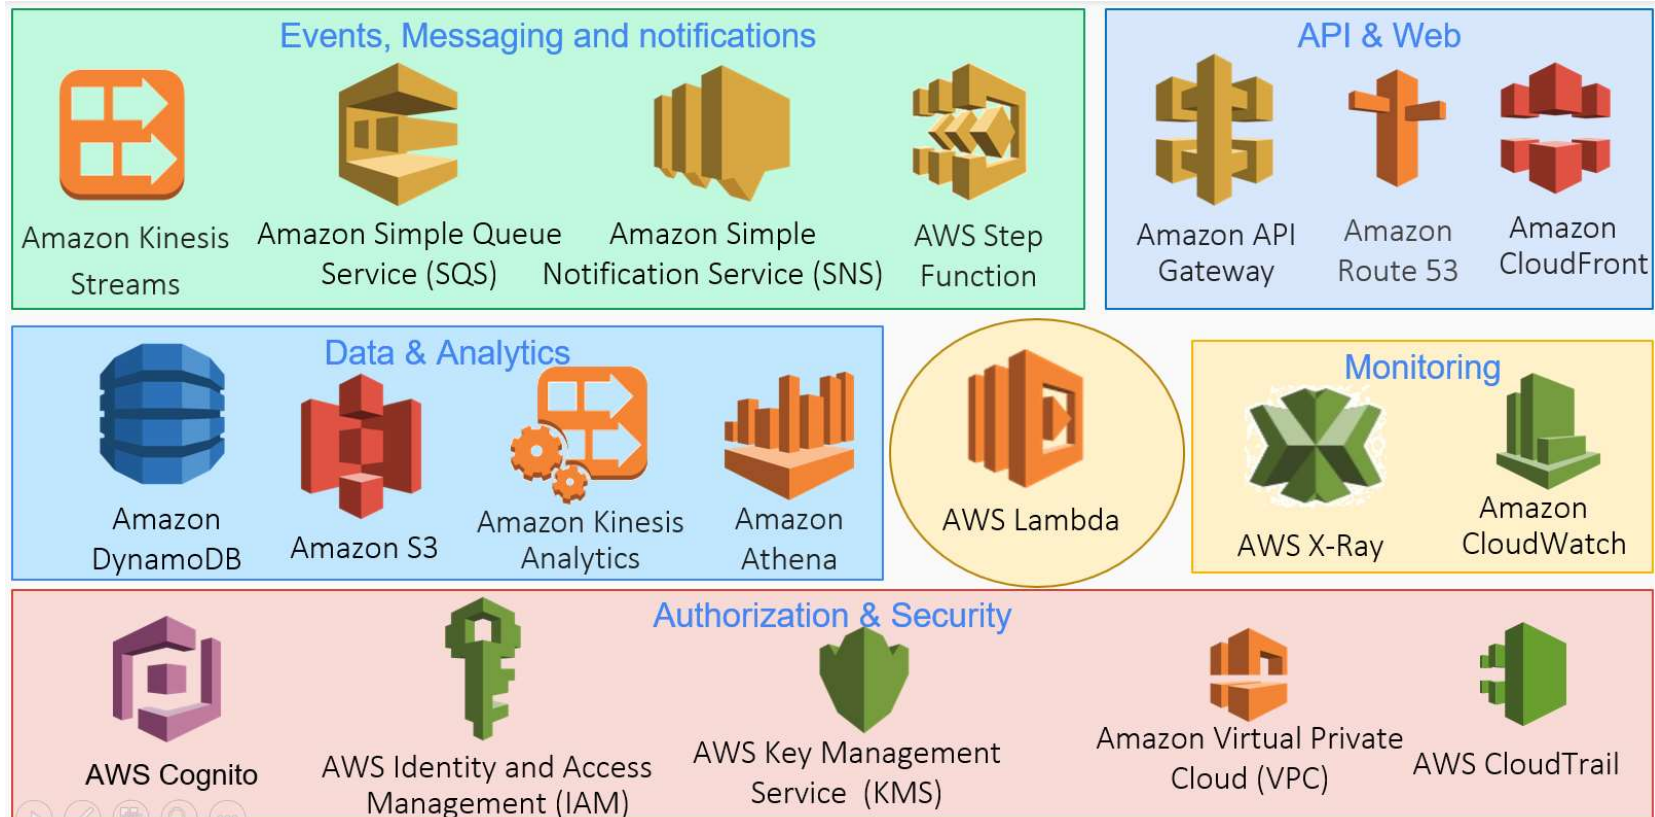 Events, Messaging and notifications
Amazon Kinesis
Streams
Amazon Simple Queue
Service (SQS)
Amazon Simple
Notification Service (SNS)
AWS Step
Function
API & Web
Amazon API
Gateway
Amazon
Route 53
Amazon
CloudFront
Data & Analytics
Amazon
DynamoDB
Amazon S3
Amazon Kinesis
Analytics
Amazon
Athena
AWS Lambda
Monitoring
AWS X-Ray
Amazon
CloudWatch
Authorization & Security
AWS Cognito
AWS Identity and Access
Management (IAM)
AWS Key Management
Service (KMS)
Amazon Virtual Private
Cloud (VPC)
AWS CloudTrail